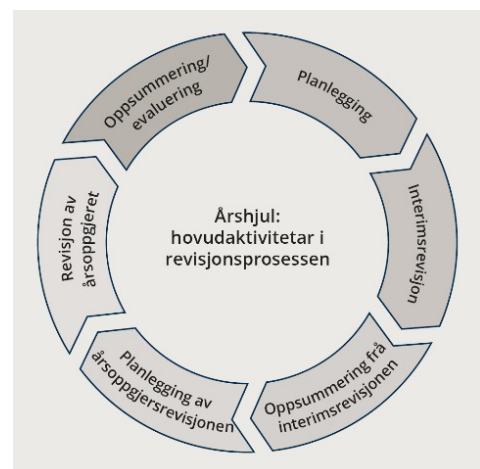 Årshjul:
hovudaktivitetar i
revisjonsprosessen
Planlegging
Interimsrevisjon
Oppsummering frå
interimsrevisjonen
Planlegging av
årsoppgjersrevisjonen
Revisjon av
årsoppgjeret
Oppsummering/
evaluering